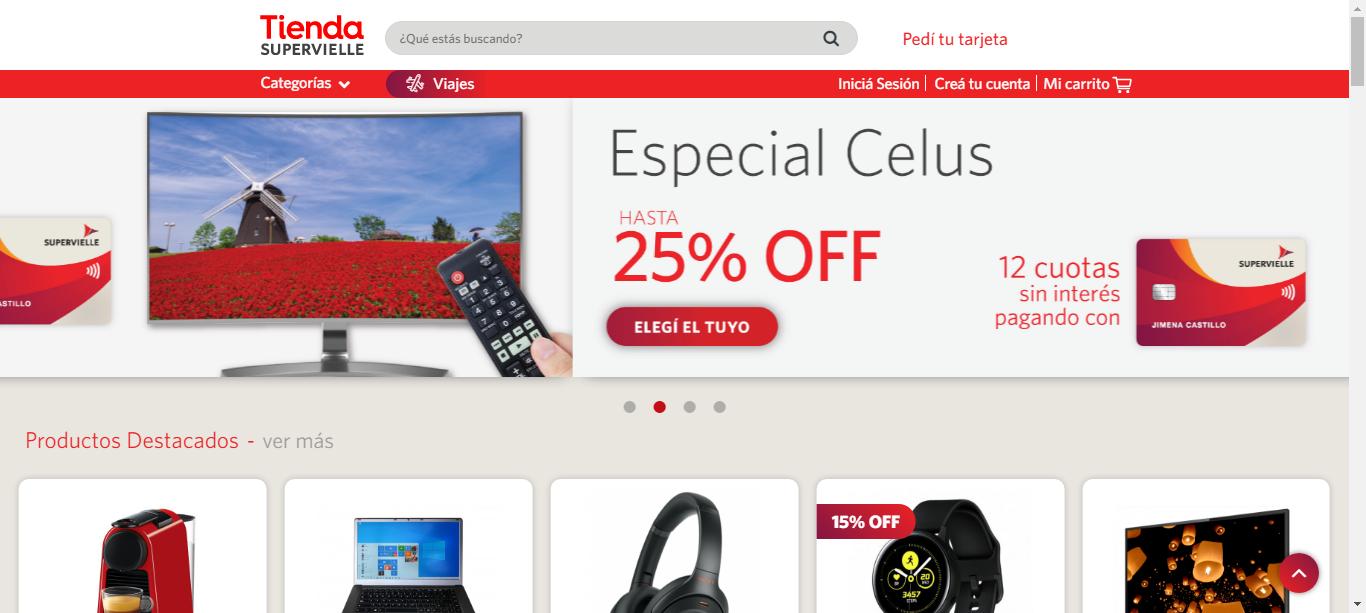 Tienda
SUPERVIELLE
¿Qué estás buscando?
Pedí tu tarjeta
Categorías
Viajes
Iniciá Sesión
Creá tu cuenta
Mi carrito
SUPERVIELLE
ASTILLO
Especial Celus
HASTA
25% OFF
ELEGÍ EL TUYO
12 cuotas
sin interés
pagando con
SUPERVIELLE
JIMENA CASTILLO
Productos Destacados - ver más
15% OFF